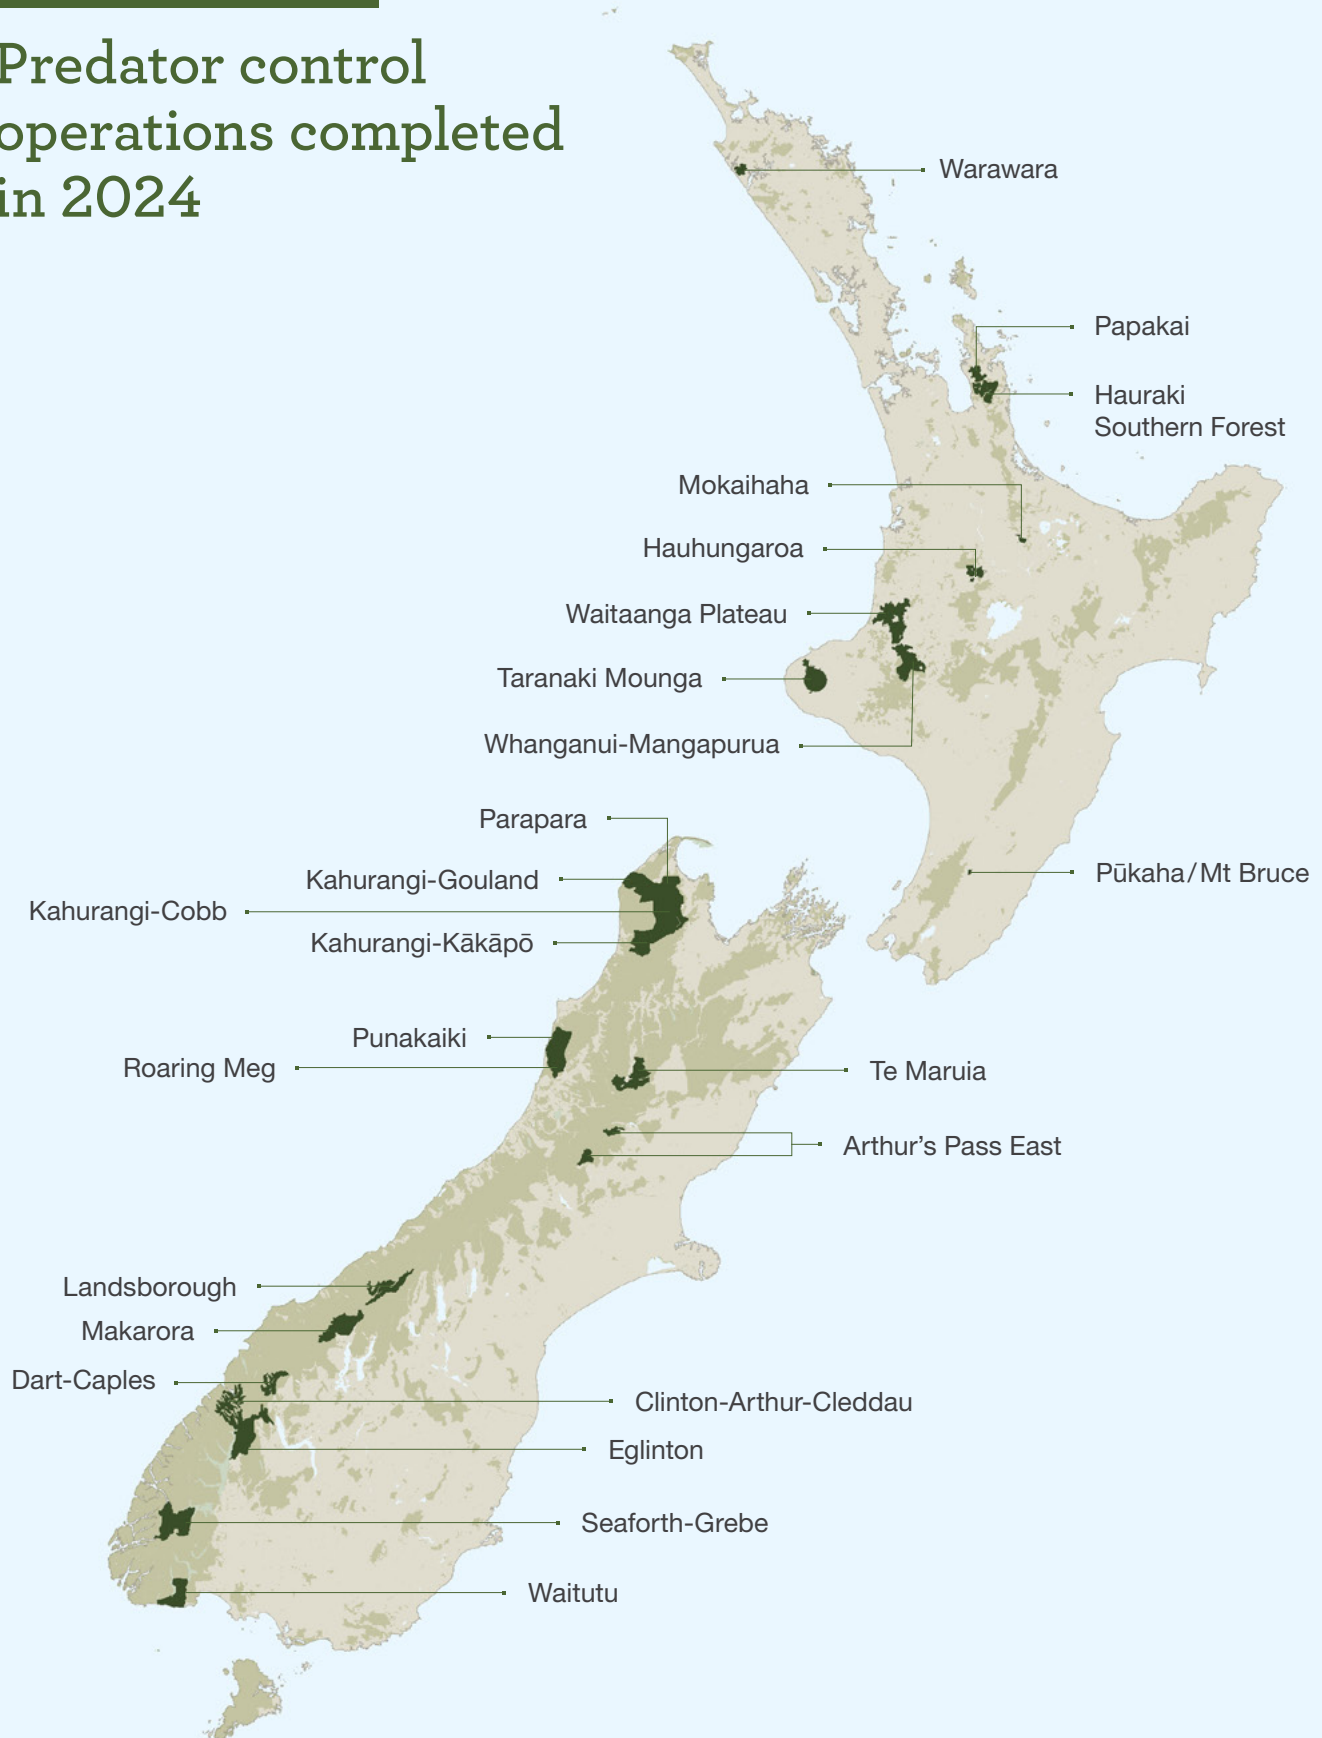 Predator control
operations completed
in 2024
Warawara
Papakai
Hauraki
Southern Forest
Mokaihaha
Hauhungaroa
Waitaanga Plateau
Taranaki Mounga
Whanganui-Mangapurua
Parapara
Kahurangi-Gouland
Pūkaha/Mt Bruce
Kahurangi-Cobb
Kahurangi-Kākāpō
Punakaiki
Roaring Meg
Te Maruia
Arthur’s Pass East
Landsborough
Makarora
Dart-Caples
Clinton-Arthur-Cleddau
Eglinton
Seaforth-Grebe
Waitutu